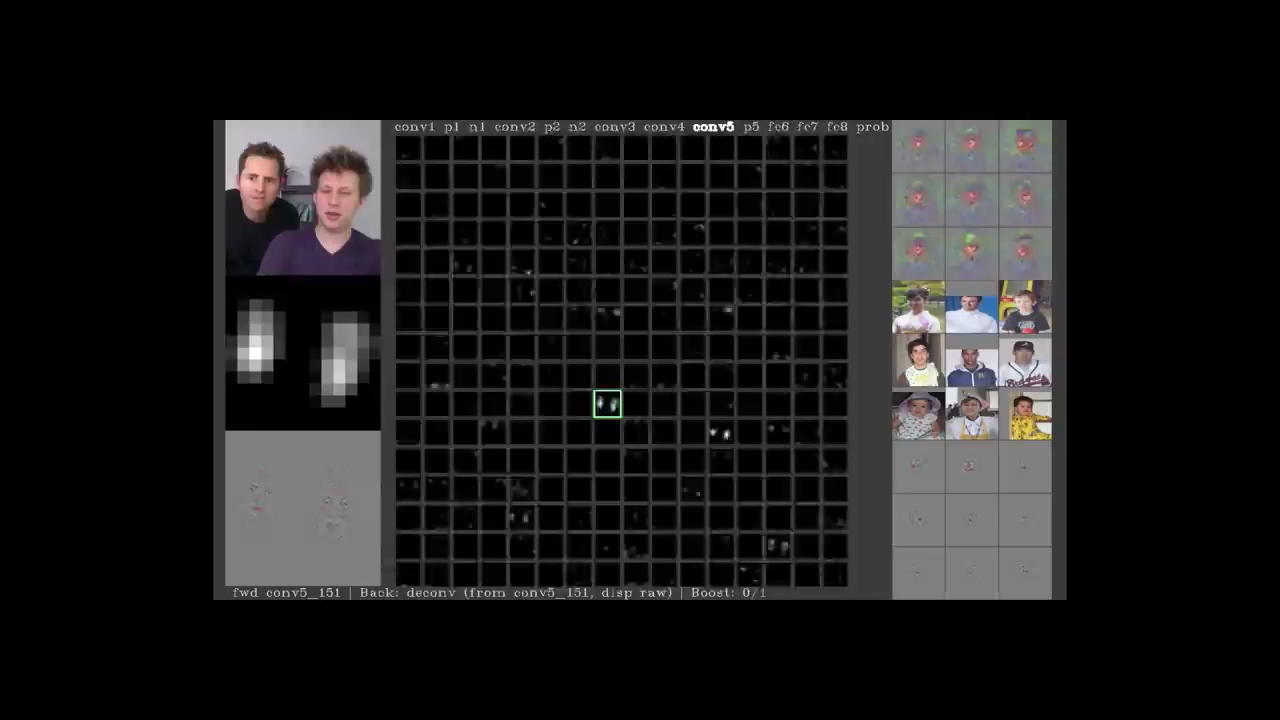 conv1 p1 n1 conv2 p2 n2 conv3 conv4 conv5 p5 fc6 fc7 fc8 prob
fwd conv5_151 | Back: deconv (from conv5_151, disp raw) | Boost: 0/1